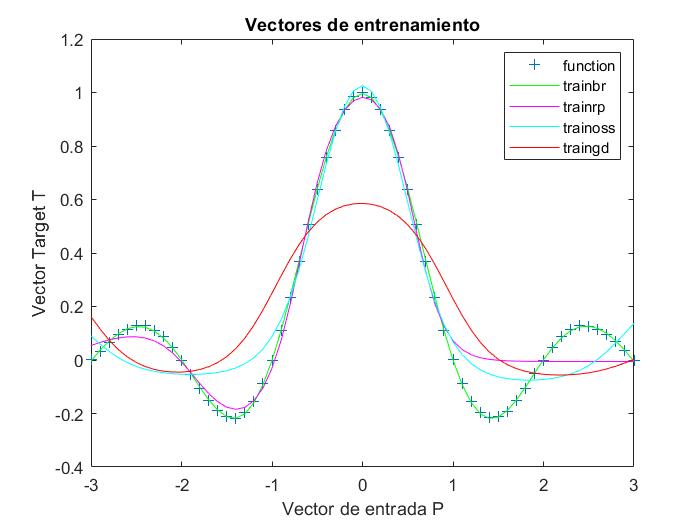 Vectores de entrenamiento
function
trainbr
trainrp
trainoss
traingd
1.2
1
0.8
0.6
0.4
0.2
0
-0.2
-0.4
Vector Target T
-3
-2
-1
0
1
2
3
Vector de entrada P